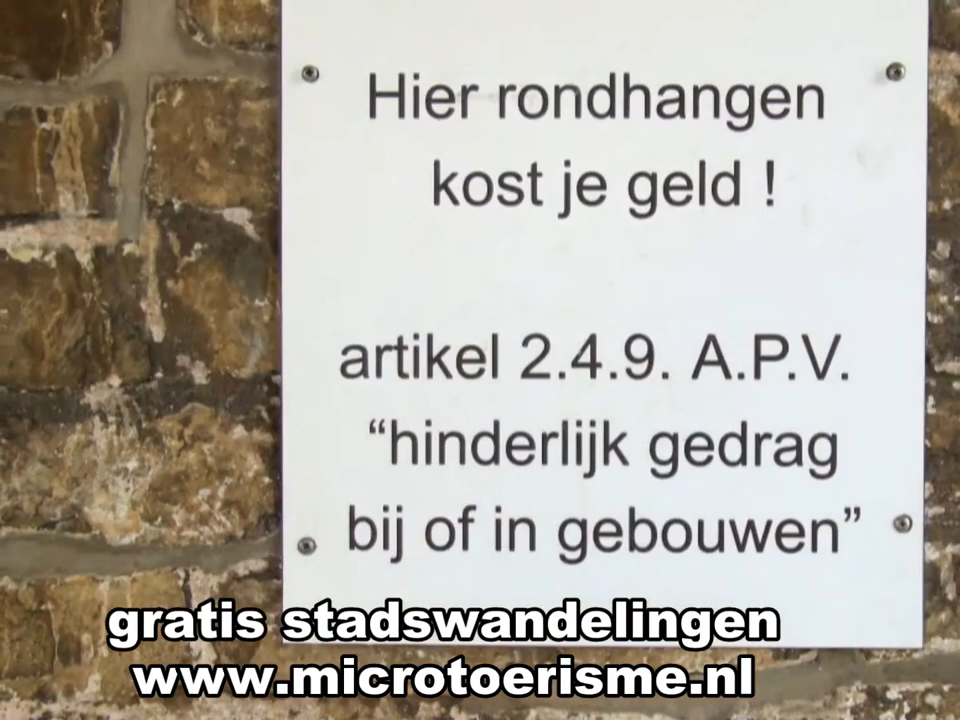 Hier rondhangen
kost je geld !
artikel 2.4.9. A.P.V.
“hinderlijk gedrag
bij of in gebouwen”
gratis stadswandelingen
www.microtoerisme.nl